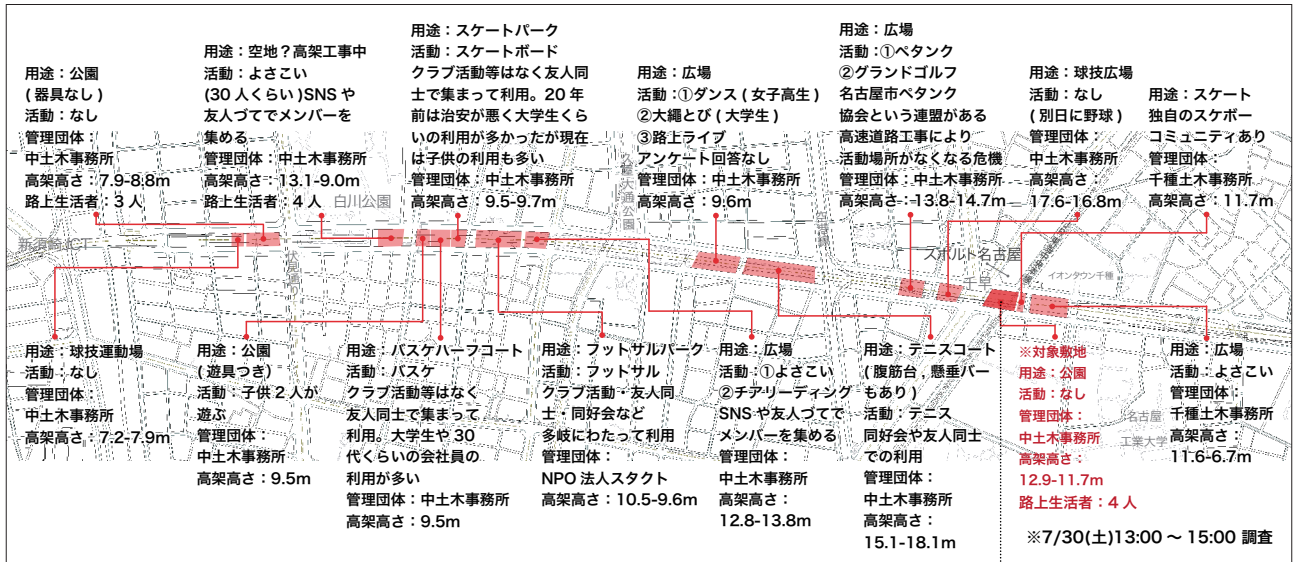 用途：公園
(器具なし)
活動：なし
管理団体：
中土木事務所
高架高さ：7.9-8.8m
路上生活者：3人
用途：空地？高架工事中
活動：よさこい
(30人くらい)SNSや
友人づてでメンバーを
集める
管理団体：中土木事務所
高架高さ：13.1-9.0m
路上生活者：4人
用途：スケートパーク
活動：スケートボード
クラブ活動等はなく友人同
士で集まって利用。20年
前は治安が悪く大学生くら
いの利用が多かったが現在
は子供の利用も多い
管理団体：中土木事務所
高架高さ：9.5-9.7m
用途：広場
活動：①ダンス(女子高生)
②大縄とび(大学生)
③路上ライブ
アンケート回答なし
管理団体：中土木事務所
高架高さ：9.6m
用途：広場
活動：①ペタンク
②グランドゴルフ
名古屋市ペタンク
協会という連盟がある
高速道路工事により
活動場所がなくなる危機
管理団体：中土木事務所
高架高さ：13.8-14.7m
用途：球技広場
活動：なし
(別日に野球)
管理団体：
中土木事務所
高架高さ：
17.6-16.8m
用途：スケート
独自のスケボー
コミュニティあり
管理団体：
千種土木事務所
高架高さ：11.7m
新須崎JCT
伏見通り
白川公園
久屋大通公園
スポルト名古屋
千早
イオンタウン千種
名古屋
工業大学
用途：球技運動場
活動：なし
管理団体：
中土木事務所
高架高さ：7.2-7.9m
用途：公園
(遊具つき)
活動：子供2人が
遊ぶ
管理団体：
中土木事務所
高架高さ：9.5m
用途：バスケハーフコート
活動：バスケ
クラブ活動等はなく
友人同士で集まって
利用。大学生や30
代くらいの会社員の
利用が多い
管理団体：中土木事務所
高架高さ：9.5m
用途：フットサルパーク
活動：フットサル
クラブ活動・友人同
士・同好会など
多岐にわたって利用
管理団体：
NPO法人スタクト
高架高さ：10.5-9.6m
用途：広場
活動：①よさこい
②チアリーディング
SNSや友人づてで
メンバーを集める
管理団体：
中土木事務所
高架高さ：
12.8-13.8m
用途：テニスコート
(腹筋台,懸垂バー
もあり)
活動：テニス
同好会や友人同士
での利用
管理団体：
中土木事務所
高架高さ：
15.1-18.1m
※対象敷地
用途：公園
活動：なし
管理団体：
中土木事務所
高架高さ：
12.9-11.7m
路上生活者：4人
用途：広場
活動：よさこい
管理団体：
千種土木事務所
高架高さ：
11.6-6.7m
※7/30(土)13:00～15:00 調査